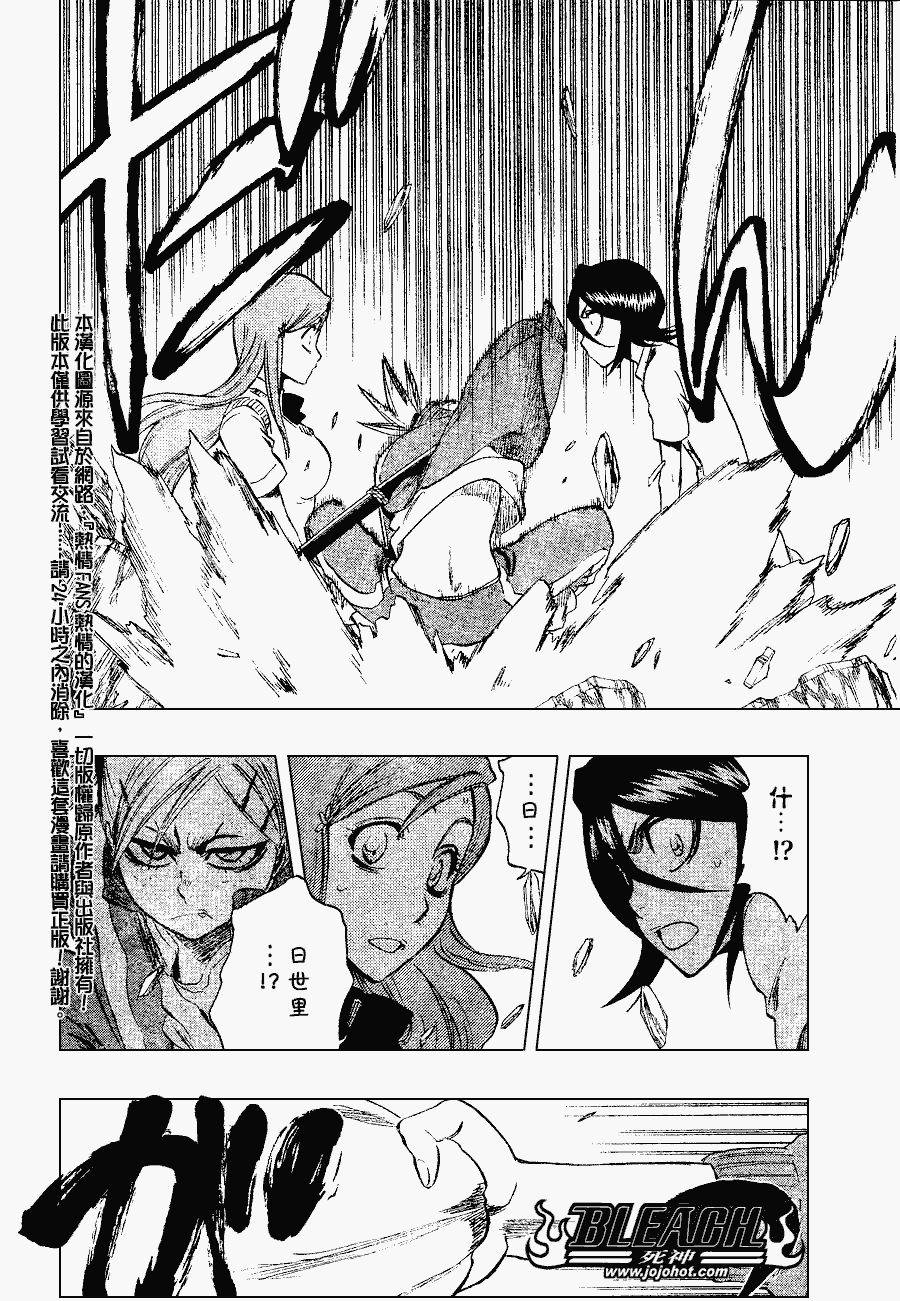 ギ
ン
什…
!?
…日…
日世里
…!?
ガッ
本漢化圖源來自於網路，『熱情FANS熱情的漢化』一切版權歸原作者與出版社擁有！
此版本僅供學習試看交流……請24小時之內消除，喜歡這套漫畫請購買正版！謝謝。
BLEACH
死神
www.jojohot.com